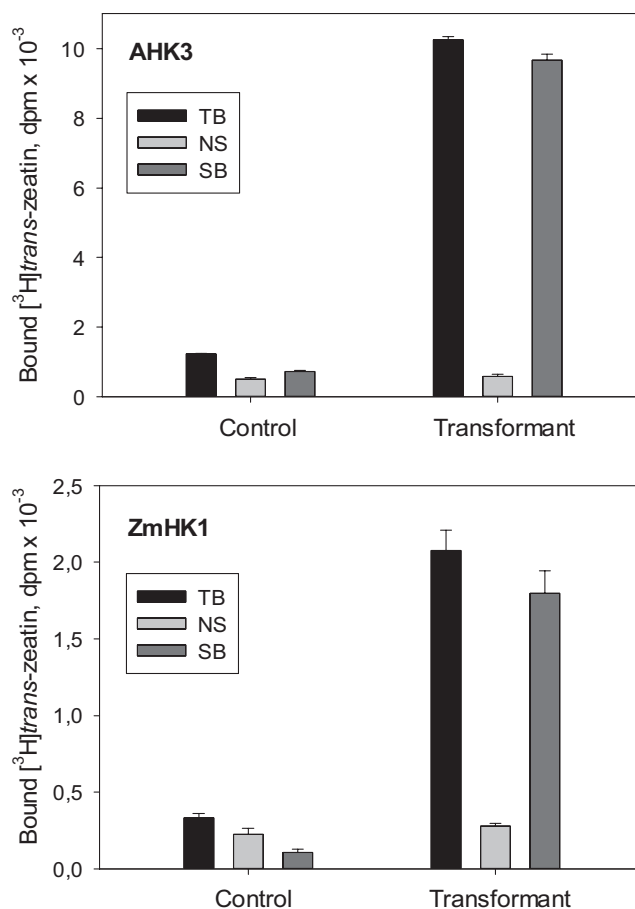 AHK3
TB
NS
SB
Bound [³H]trans-zeatin, dpm x 10⁻³
10
8
6
4
2
0
Control Transformant
ZmHK1
TB
NS
SB
Bound [³H]trans-zeatin, dpm x 10⁻³
2,5
2,0
1,5
1,0
0,5
0,0
Control Transformant